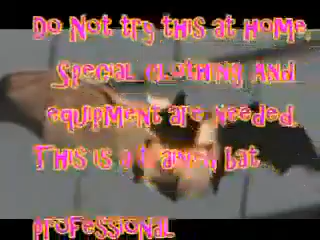 Do Not try this at home
Special clothing and
equipment are needed.
This is a trained bat
professional